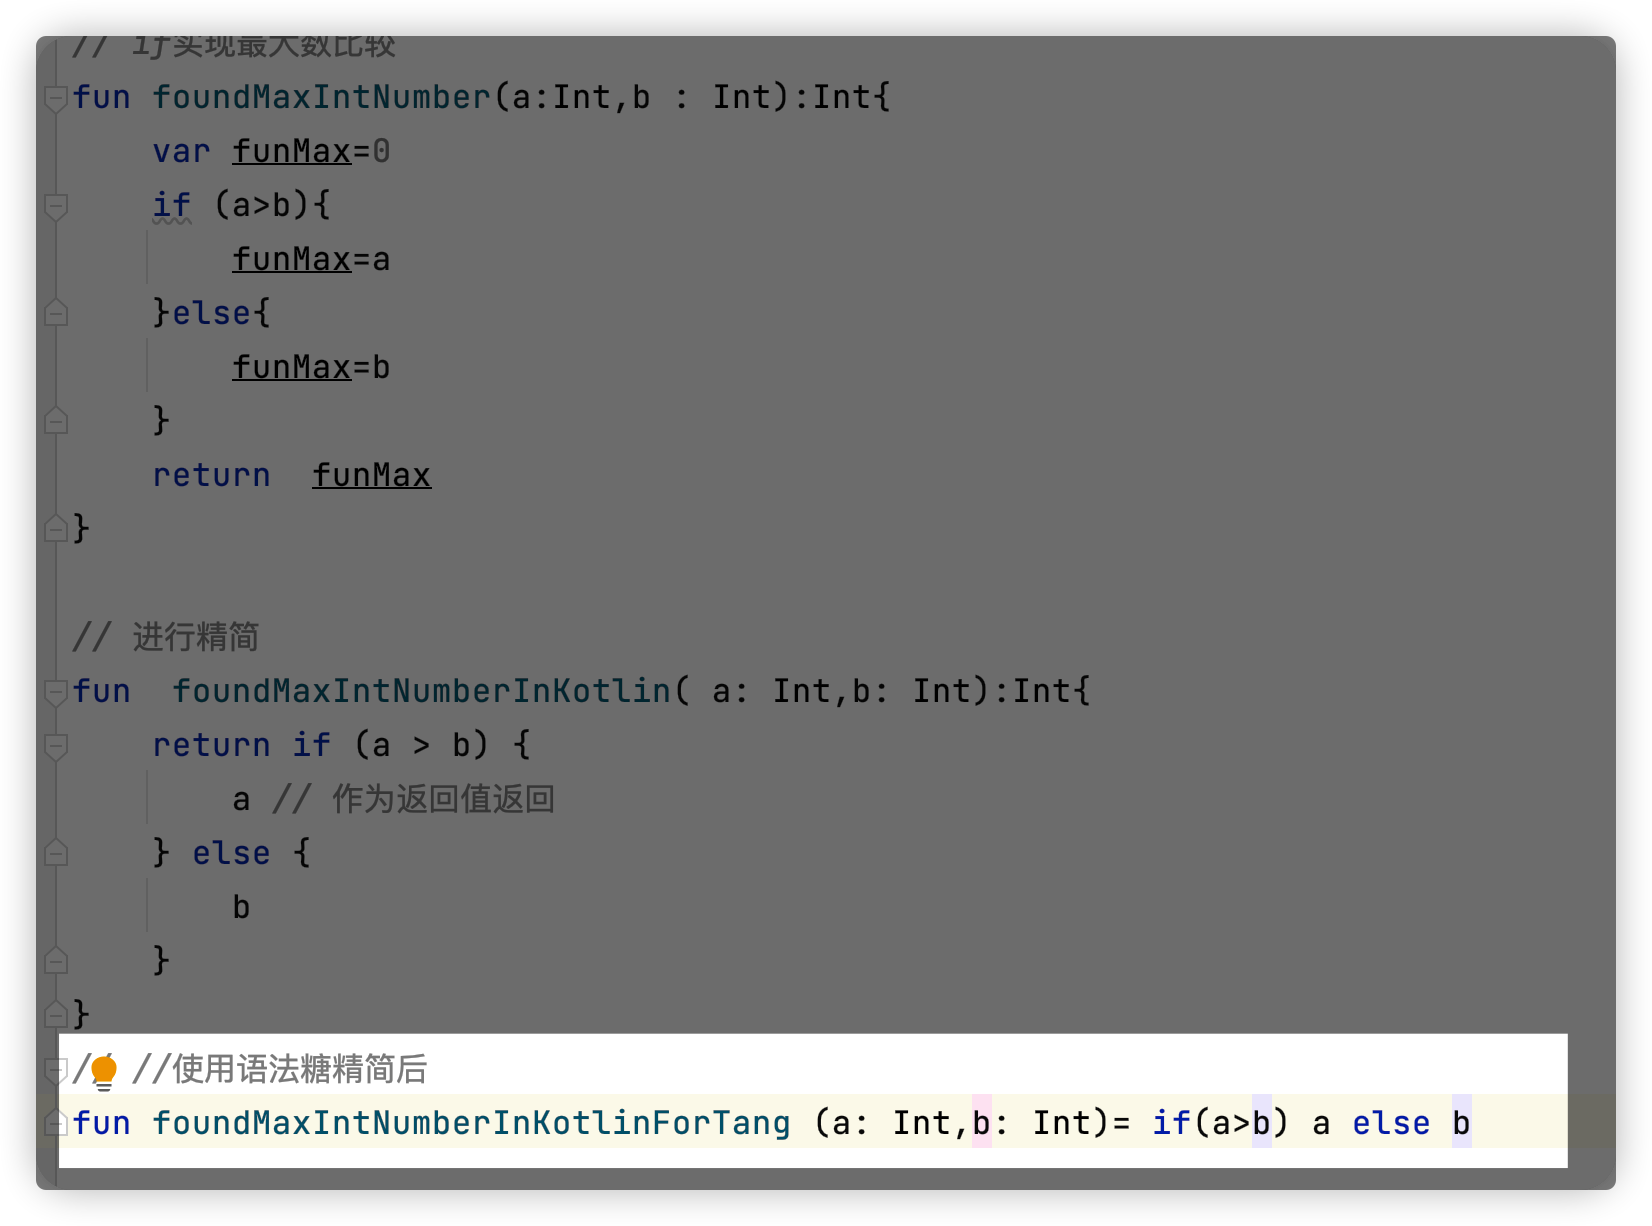 // if实现最大数比较
fun foundMaxIntNumber(a:Int,b : Int):Int{
    var funMax=0
    if (a>b){
        funMax=a
    }else{
        funMax=b
    }
    return  funMax
}
// 进行精简
fun  foundMaxIntNumberInKotlin( a: Int,b: Int):Int{
    return if (a > b) {
        a // 作为返回值返回
    } else {
        b
    }
}
// //使用语法糖精简后
fun foundMaxIntNumberInKotlinForTang (a: Int,b: Int)= if(a>b) a else b